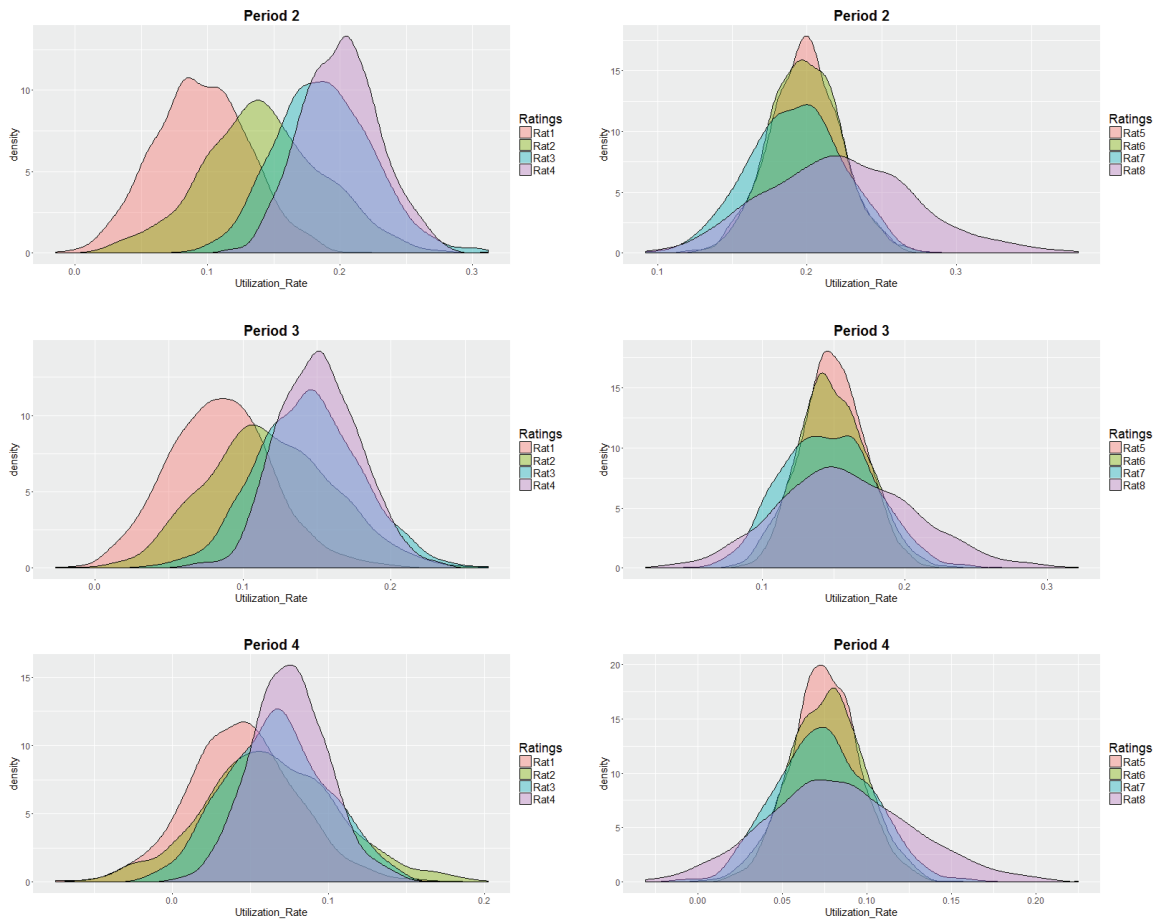 Period 2
density
10
5
0
0.0 0.1 0.2 0.3
Utilization_Rate
Ratings
Rat1
Rat2
Rat3
Rat4
Period 2
density
15
10
5
0
0.1 0.2 0.3
Utilization_Rate
Ratings
Rat5
Rat6
Rat7
Rat8
Period 3
density
10
5
0
0.0 0.1 0.2
Utilization_Rate
Ratings
Rat1
Rat2
Rat3
Rat4
Period 3
density
15
10
5
0
0.1 0.2 0.3
Utilization_Rate
Ratings
Rat5
Rat6
Rat7
Rat8
Period 4
density
15
10
5
0
0.0 0.1 0.2
Utilization_Rate
Ratings
Rat1
Rat2
Rat3
Rat4
Period 4
density
20
15
10
5
0
0.00 0.05 0.10 0.15 0.20
Utilization_Rate
Ratings
Rat5
Rat6
Rat7
Rat8